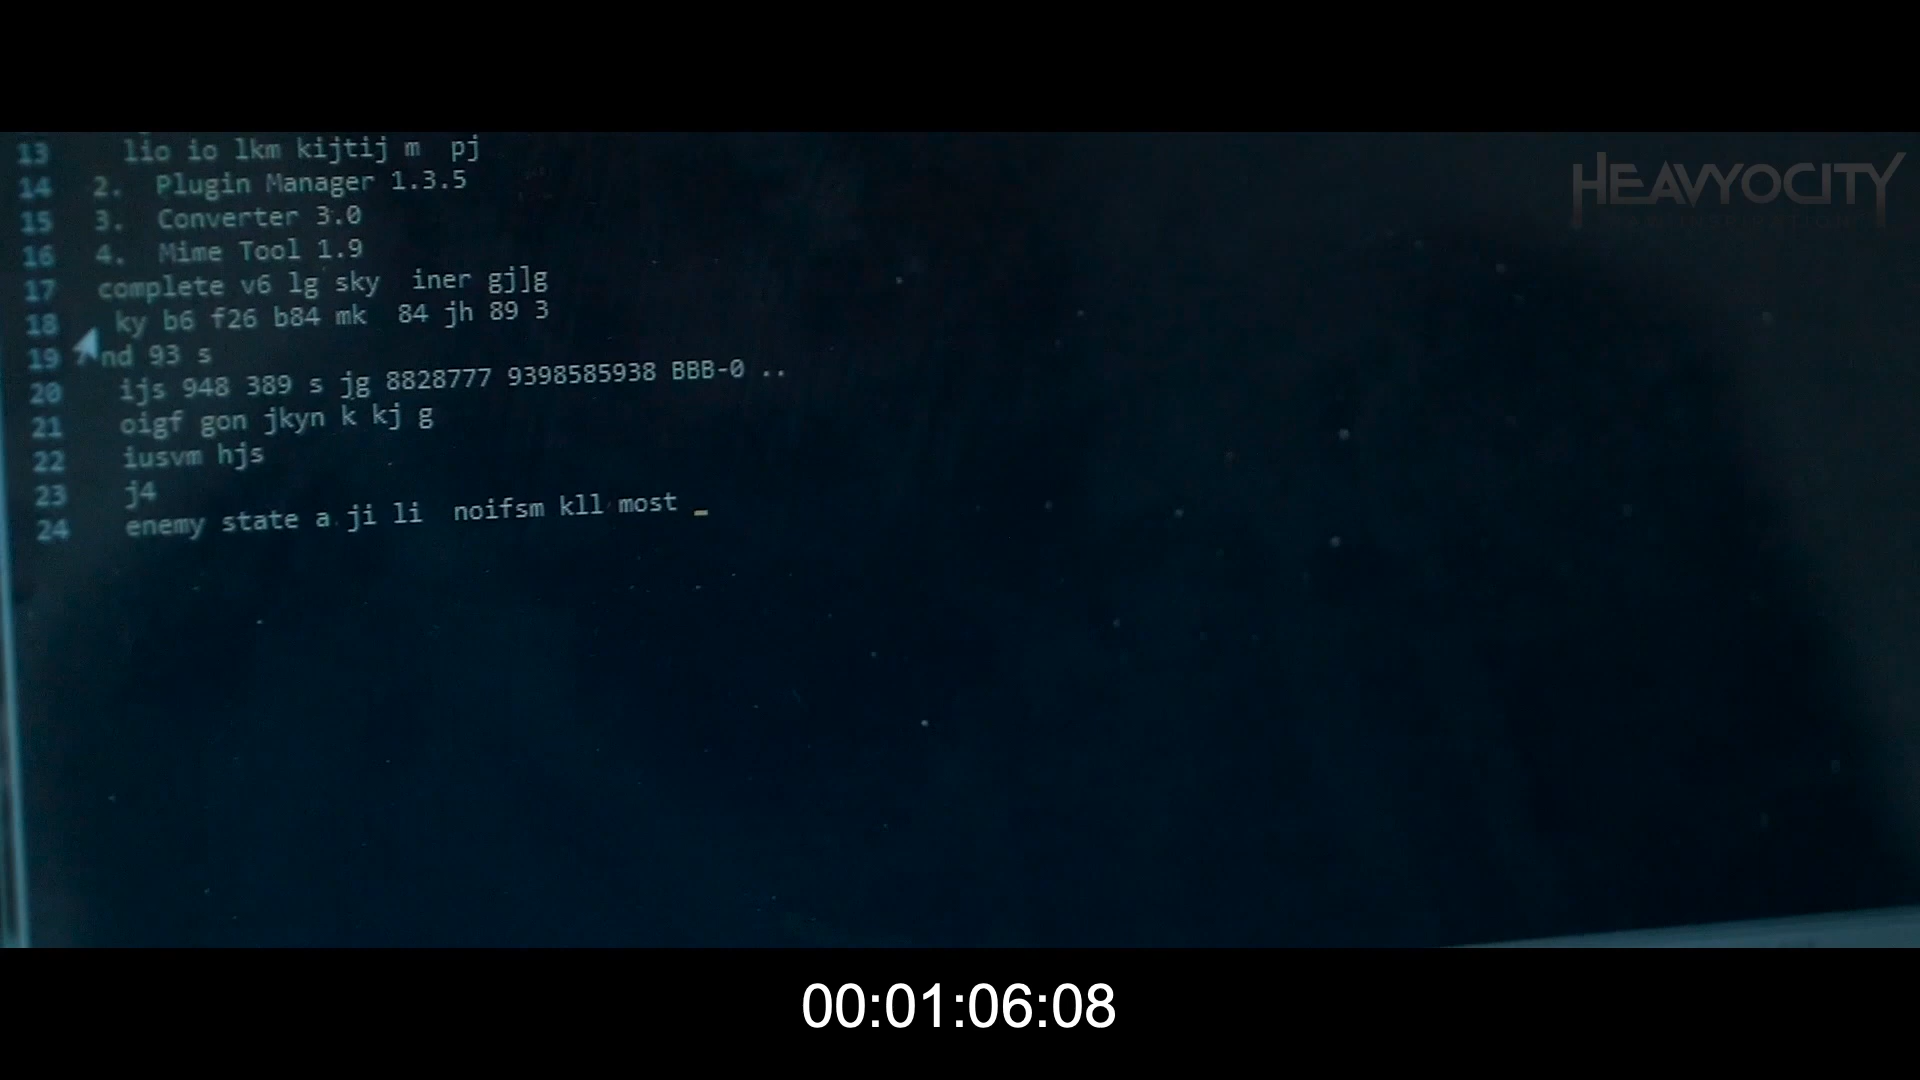 HEAVYOCITY
13 lio io lkm kijtij m pj
14 2. Plugin Manager 1.3.5
15 3. Converter 3.0
16 4. Mime Tool 1.9
17 complete v6 lg sky iner gj]g
18 ky b6 f26 b84 mk 84 jh 89 3
19 nd 93 s
20 ijs 948 389 s jg 8828777 9398585938 BBB-0 ..
21 oigf gon jkyn k kj g
22 iusvm hjs
23 j4
24 enemy state a ji li noifsm kll most _
00:01:06:08